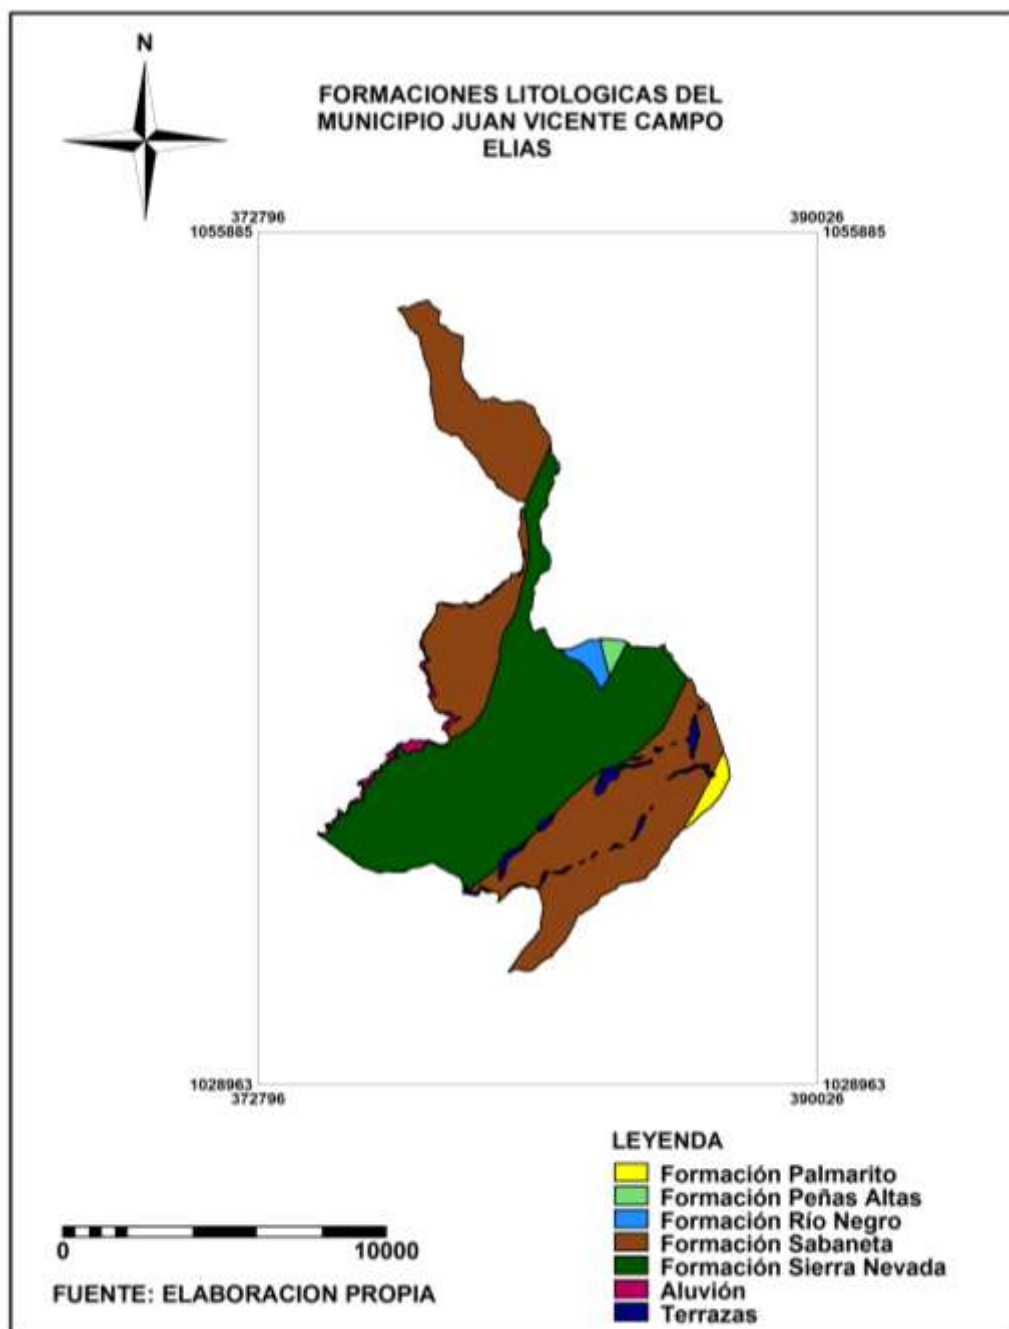 N
FORMACIONES LITOLOGICAS DEL
MUNICIPIO JUAN VICENTE CAMPO
ELIAS
372796 390026
1055885 1055885
1028963 1028963
372796 390026
LEYENDA
Formación Palmarito
Formación Peñas Altas
Formación Río Negro
Formación Sabaneta
Formación Sierra Nevada
Aluvión
Terrazas
0 10000
FUENTE: ELABORACION PROPIA